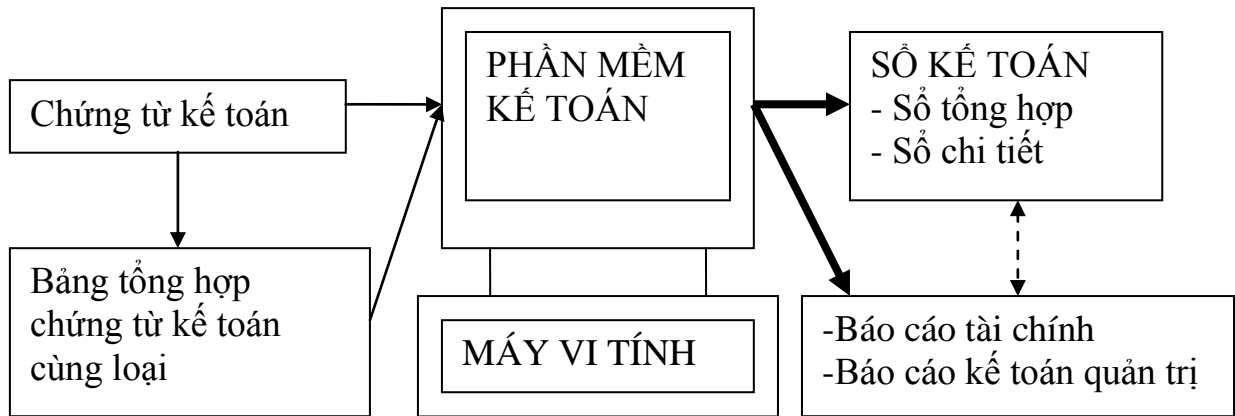 Chứng từ kế toán
Bảng tổng hợp
chứng từ kế toán
cùng loại
PHẦN MỀM
KẾ TOÁN
MÁY VI TÍNH
SỔ KẾ TOÁN
- Sổ tổng hợp
- Sổ chi tiết
-Báo cáo tài chính
-Báo cáo kế toán quản trị